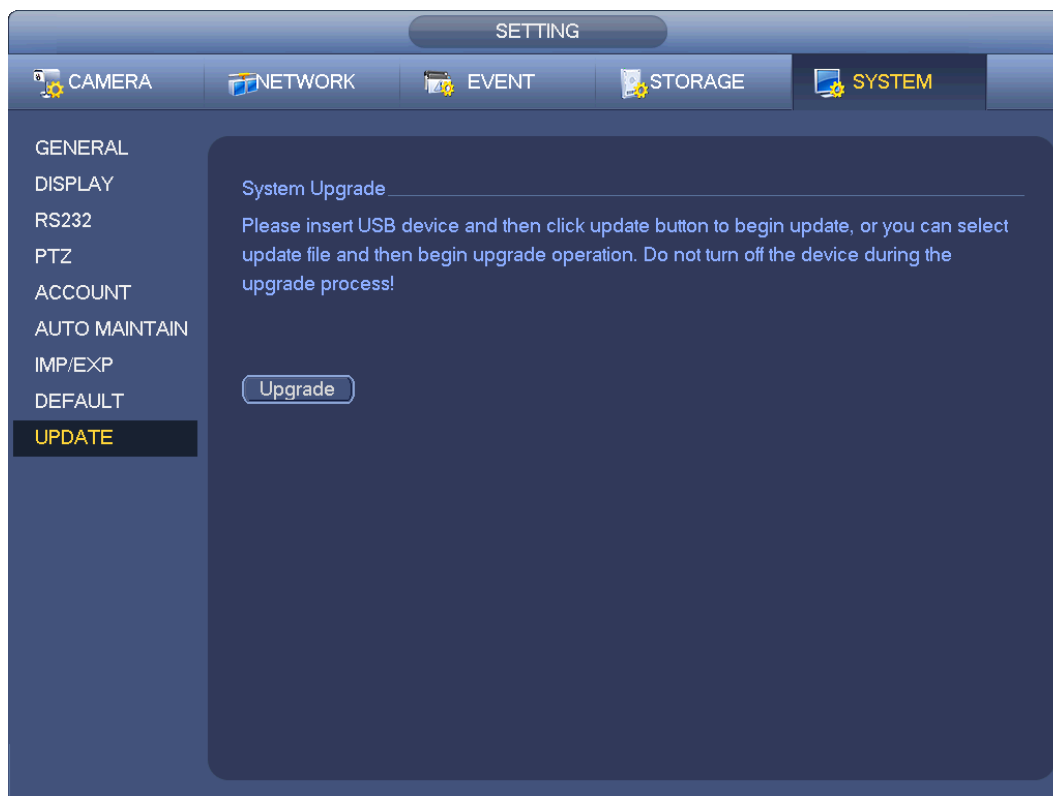 SETTING
CAMERA NETWORK EVENT STORAGE SYSTEM
GENERAL
DISPLAY
RS232
PTZ
ACCOUNT
AUTO MAINTAIN
IMP/EXP
DEFAULT
UPDATE
System Upgrade
Please insert USB device and then click update button to begin update, or you can select
update file and then begin upgrade operation. Do not turn off the device during the
upgrade process!
Upgrade